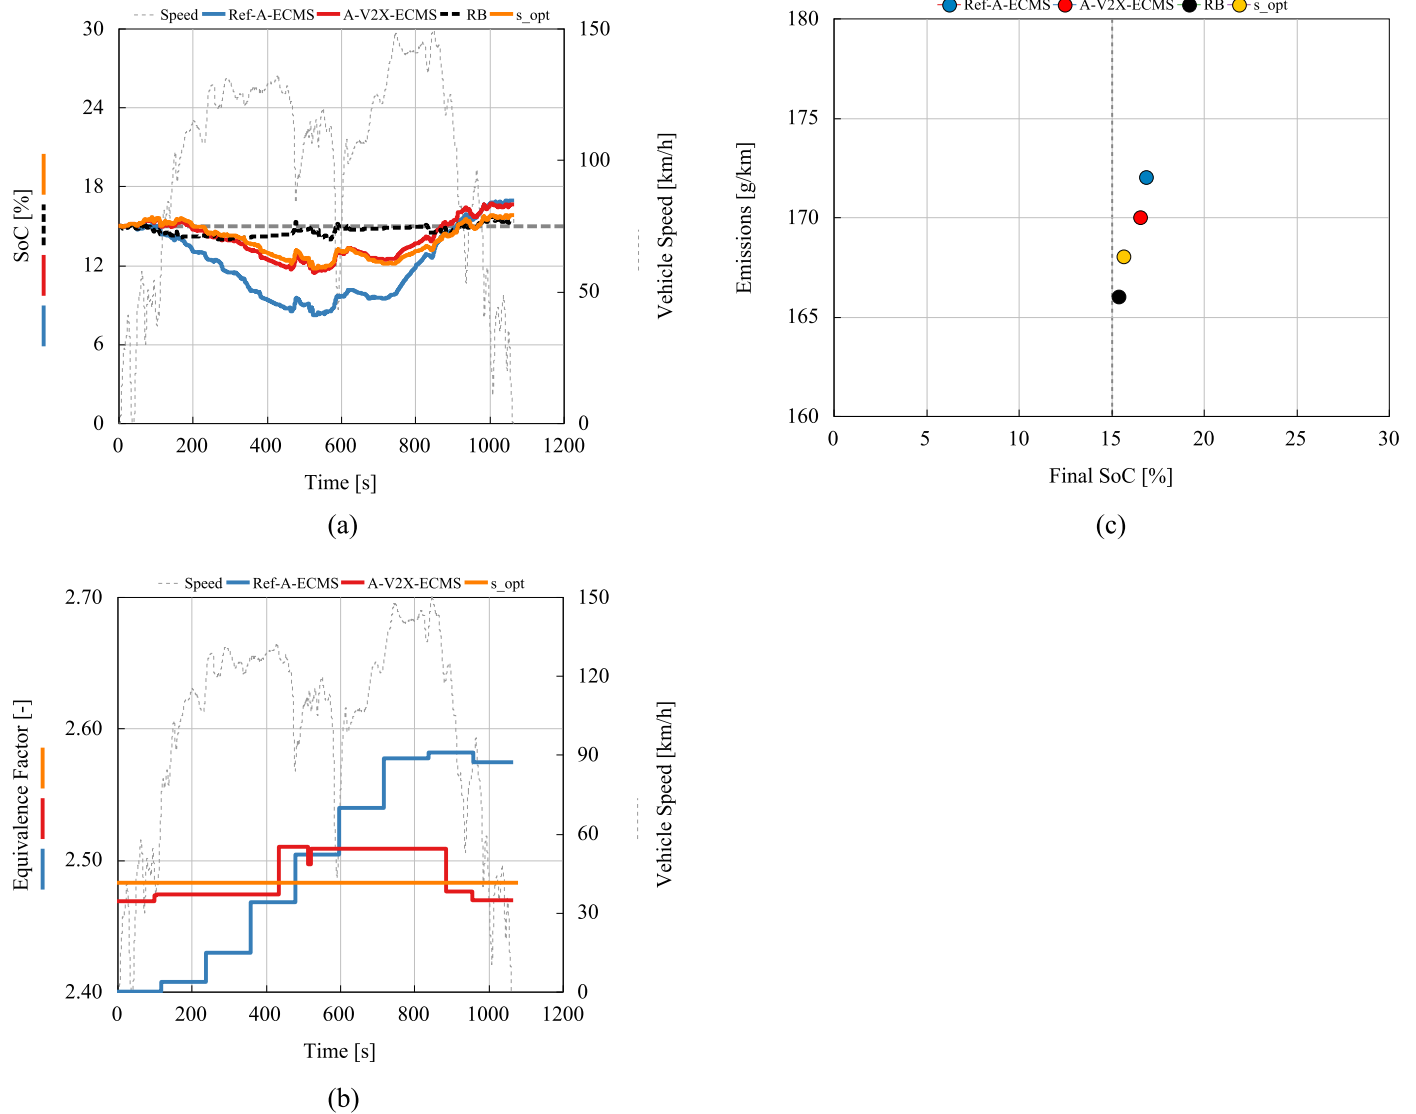 Speed Ref-A-ECMS A-V2X-ECMS RB s_opt
30
24
18
12
6
0
SoC [%]
150
100
50
0
Vehicle Speed [km/h]
0 200 400 600 800 1000 1200
Time [s]
(a)
Ref-A-ECMS A-V2X-ECMS RB s_opt
180
175
170
165
160
Emissions [g/km]
0 5 10 15 20 25 30
Final SoC [%]
(c)
Speed Ref-A-ECMS A-V2X-ECMS s_opt
2.70
2.60
2.50
2.40
Equivalence Factor [-]
150
120
90
60
30
0
Vehicle Speed [km/h]
0 200 400 600 800 1000 1200
Time [s]
(b)